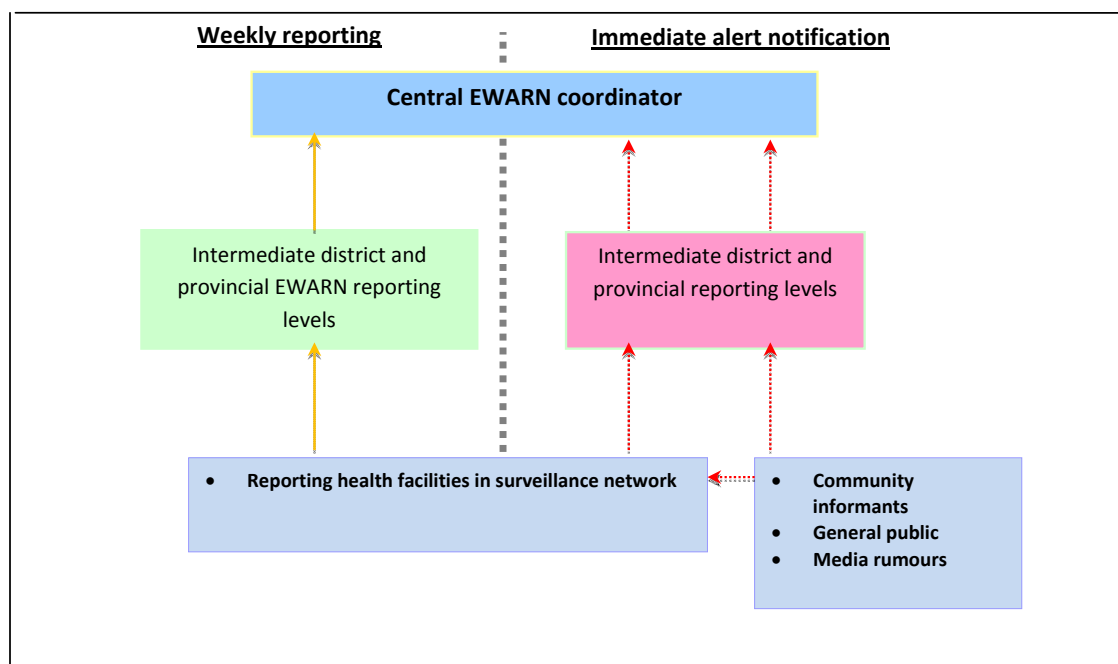 Weekly reporting
Immediate alert notification
Central EWARN coordinator
Intermediate district and
provincial EWARN reporting
levels
Intermediate district and
provincial reporting levels
• Reporting health facilities in surveillance network
• Community
informants
• General public
• Media rumours